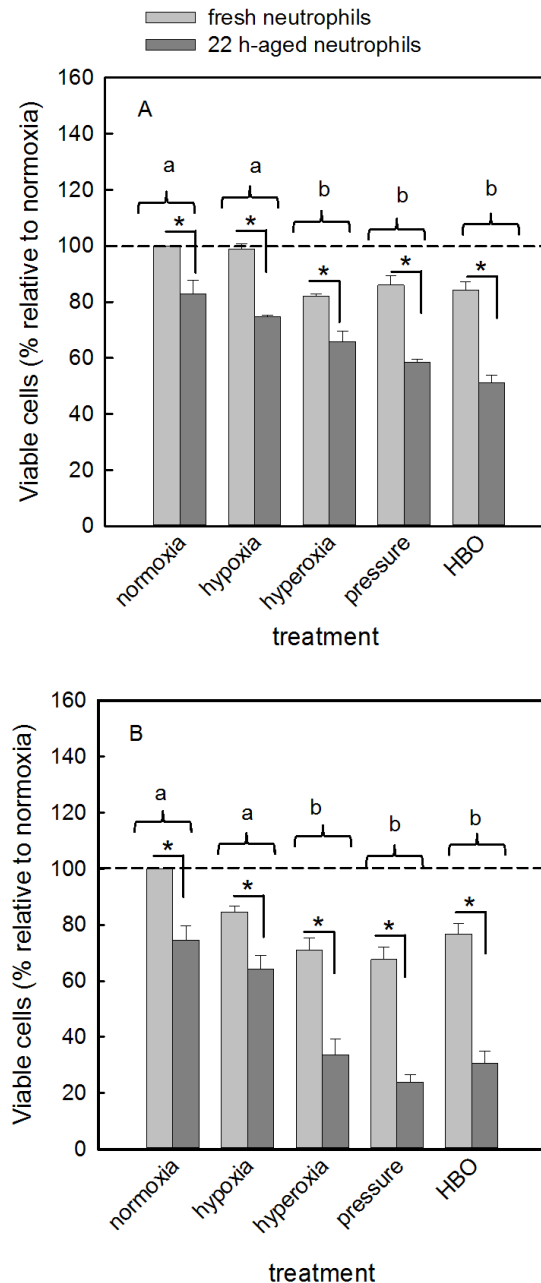 fresh neutrophils
22 h-aged neutrophils
160
140
120
100
80
60
40
20
0
Viable cells (% relative to normoxia)
A
a
a
b
b
b
*
*
*
*
*
normoxia
hypoxia
hyperoxia
pressure
HBO
treatment
160
140
120
100
80
60
40
20
0
Viable cells (% relative to normoxia)
B
a
a
b
b
b
*
*
*
*
*
normoxia
hypoxia
hyperoxia
pressure
HBO
treatment